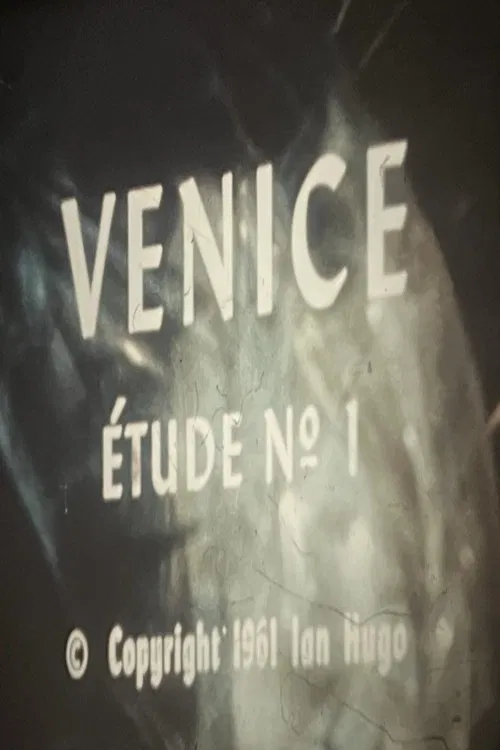 VENICE
ÉTUDE Nº 1
© Copyright 1961 Ian Hugo